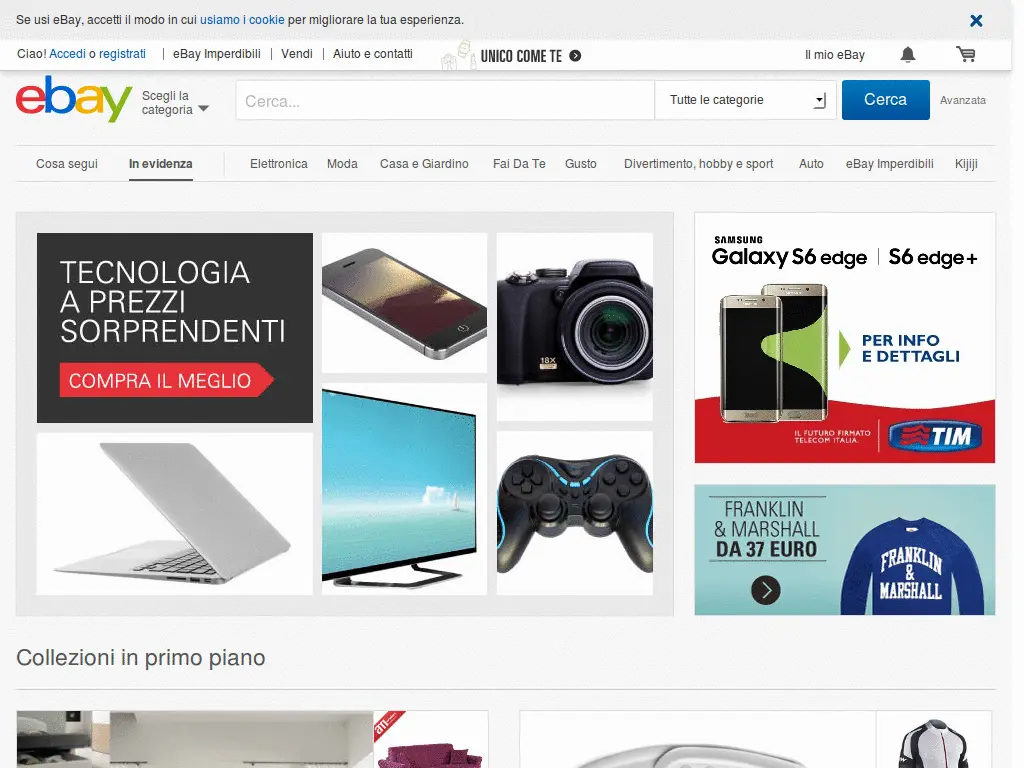 Se usi eBay, accetti il modo in cui usiamo i cookie per migliorare la tua esperienza.
Ciao! Accedi o registrati | eBay Imperdibili | Vendi | Aiuto e contatti
UNICO COME TE
Il mio eBay
ebay
Scegli la
categoria
Cerca...
Tutte le categorie
Cerca
Avanzata
Cosa segui
In evidenza
Elettronica
Moda
Casa e Giardino
Fai Da Te
Gusto
Divertimento, hobby e sport
Auto
eBay Imperdibili
Kijiji
TECNOLOGIA
A PREZZI
SORPRENDENTI
COMPRA IL MEGLIO
18X
SAMSUNG
Galaxy S6 edge | S6 edge+
PER INFO
E DETTAGLI
IL FUTURO FIRMATO
TELECOM ITALIA.
TIM
FRANKLIN
& MARSHALL
DA 37 EURO
FRANKLIN
&
MARSHALL
Collezioni in primo piano